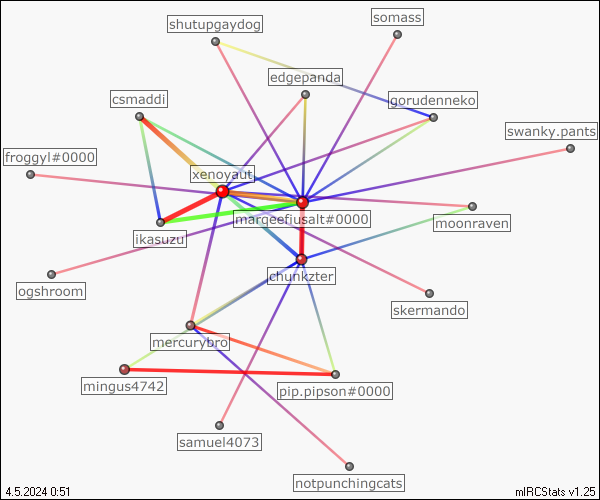 shutupgaydog
somass
edgepanda
csmaddi
gorudenneko
swanky.pants
froggyl#0000
xenoyaut
marqeefiusalt#0000
moonraven
ikasuzu
chunkzter
ogshroom
skermando
mercurybro
mingus4742
pip.pipson#0000
samuel4073
notpunchingcats
4.5.2024 0:51
mIRCStats v1.25